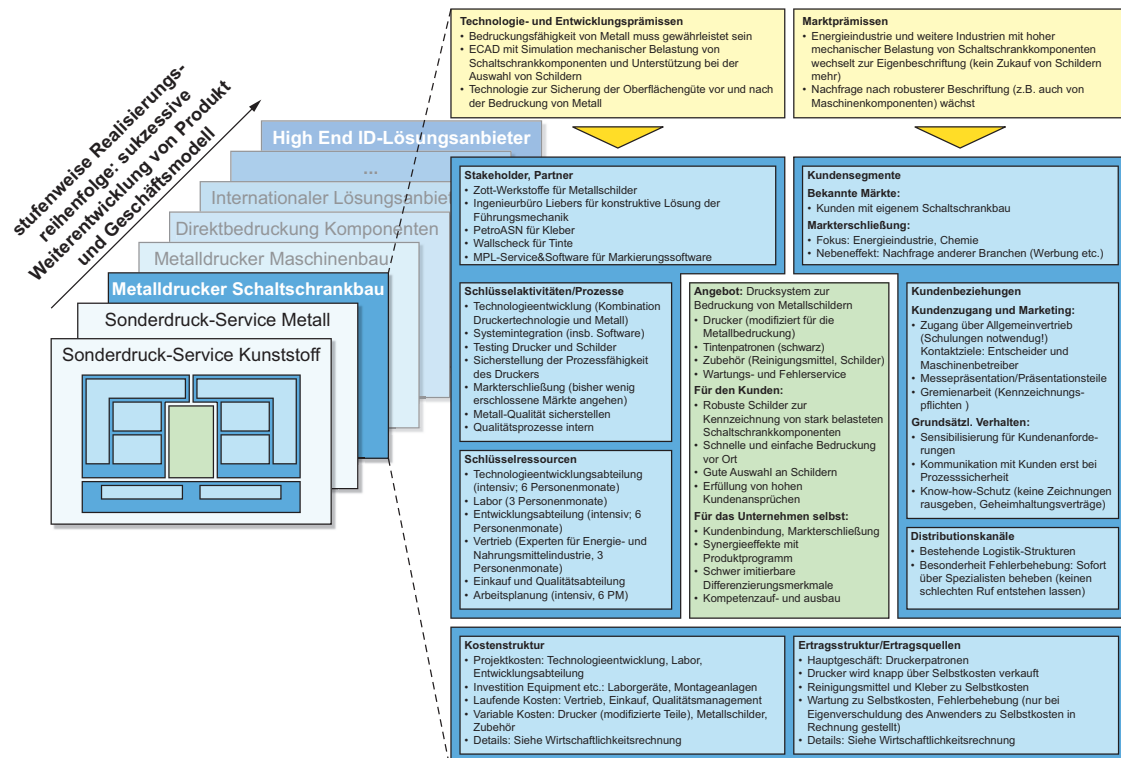 stufenweise Realisierungs-
reihenfolge: sukzessive
Weiterentwicklung von Produkt
und Geschäftsmodell
High End ID-Lösungsanbieter
...
Internationaler Lösungsanbiet
Direktbedruckung Komponenten
Metalldrucker Maschinenbau
Metalldrucker Schaltschrankbau
Sonderdruck-Service Metall
Sonderdruck-Service Kunststoff
Technologie- und Entwicklungsprämissen
• Bedruckungsfähigkeit von Metall muss gewährleistet sein
• ECAD mit Simulation mechanischer Belastung von
Schaltschrankkomponenten und Unterstützung bei der
Auswahl von Schildern
• Technologie zur Sicherung der Oberflächengüte vor und nach
der Bedruckung von Metall
Marktprämissen
• Energieindustrie und weitere Industrien mit hoher
mechanischer Belastung von Schaltschrankkomponenten
wechselt zur Eigenbeschriftung (kein Zukauf von Schildern
mehr)
• Nachfrage nach robusterer Beschriftung (z.B. auch von
Maschinenkomponenten) wächst
Stakeholder, Partner
• Zott-Werkstoffe für Metallschilder
• Ingenieurbüro Liebers für konstruktive Lösung der
Führungsmechanik
• PetroASN für Kleber
• Wallscheck für Tinte
• MPL-Service&Software für Markierungssoftware
Kundensegmente
Bekannte Märkte:
• Kunden mit eigenem Schaltschrankbau
Markterschließung:
• Fokus: Energieindustrie, Chemie
• Nebeneffekt: Nachfrage anderer Branchen (Werbung etc.)
Schlüsselaktivitäten/Prozesse
• Technologieentwicklung (Kombination
Druckertechnologie und Metall)
• Systemintegration (insb. Software)
• Testing Drucker und Schilder
• Sicherstellung der Prozessfähigkeit
des Druckers
• Markterschließung (bisher wenig
erschlossene Märkte angehen)
• Metall-Qualität sicherstellen
• Qualitätsprozesse intern
Schlüsselressourcen
• Technologieentwicklungsabteilung
(intensiv; 6 Personenmonate)
• Labor (3 Personenmonate)
• Entwicklungsabteilung (intensiv; 6
Personenmonate)
• Vertrieb (Experten für Energie- und
Nahrungsmittelindustrie, 3
Personenmonate)
• Einkauf und Qualitätsabteilung
• Arbeitsplanung (intensiv, 6 PM)
Angebot: Drucksystem zur
Bedruckung von Metallschildern
• Drucker (modifiziert für die
Metallbedruckung)
• Tintenpatronen (schwarz)
• Zubehör (Reinigungsmittel, Schilder)
• Wartungs- und Fehlerservice
Für den Kunden:
• Robuste Schilder zur
Kennzeichnung von stark belasteten
Schaltschrankkomponenten
• Schnelle und einfache Bedruckung
vor Ort
• Gute Auswahl an Schildern
• Erfüllung von hohen
Kundenansprüchen
Für das Unternehmen selbst:
• Kundenbindung, Markterschließung
• Synergieeffekte mit
Produktprogramm
• Schwer imitierbare
Differenzierungsmerkmale
• Kompetenzauf- und ausbau
Kundenbeziehungen
Kundenzugang und Marketing:
• Zugang über Allgemeinvertrieb
(Schulungen notwendug!)
Kontaktziele: Entscheider und
Maschinenbetreiber
• Messepräsentation/Präsentationsteile
• Gremienarbeit (Kennzeichnungs-
pflichten )
Grundsätzl. Verhalten:
• Sensibilisierung für Kundenanforde-
rungen
• Kommunikation mit Kunden erst bei
Prozesssicherheit
• Know-how-Schutz (keine Zeichnungen
rausgeben, Geheimhaltungsverträge)
Distributionskanäle
• Bestehende Logistik-Strukturen
• Besonderheit Fehlerbehebung: Sofort
über Spezialisten beheben (keinen
schlechten Ruf entstehen lassen)
Kostenstruktur
• Projektkosten: Technologieentwicklung, Labor,
Entwicklungsabteilung
• Investition Equipment etc.: Laborgeräte, Montageanlagen
• Laufende Kosten: Vertrieb, Einkauf, Qualitätsmanagement
• Variable Kosten: Drucker (modifizierte Teile), Metallschilder,
Zubehör
• Details: Siehe Wirtschaftlichkeitsrechnung
Ertragsstruktur/Ertragsquellen
• Hauptgeschäft: Druckerpatronen
• Drucker wird knapp über Selbstkosten verkauft
• Reinigungsmittel und Kleber zu Selbstkosten
• Wartung zu Selbstkosten, Fehlerbehebung (nur bei
Eigenverschuldung des Anwenders zu Selbstkosten in
Rechnung gestellt)
• Details: Siehe Wirtschaftlichkeitsrechnung